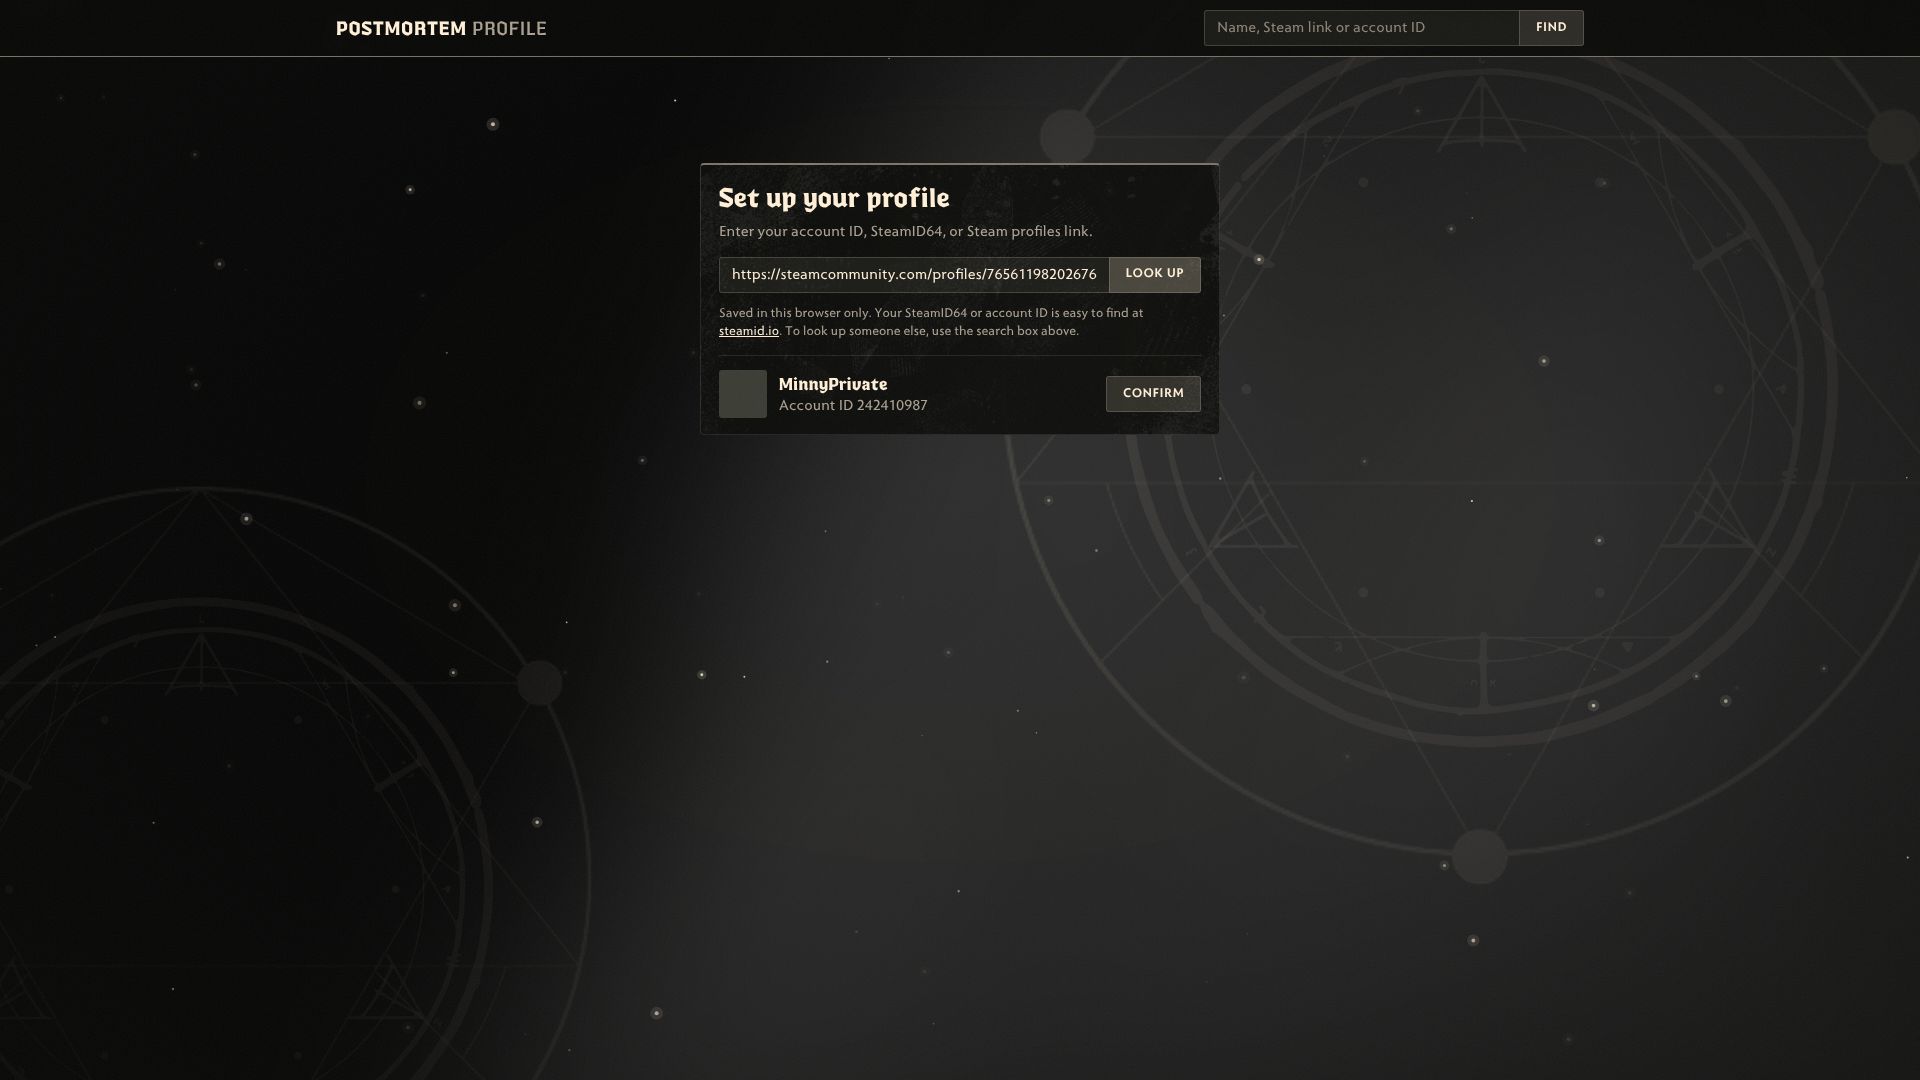 POSTMORTEM PROFILE
Name, Steam link or account ID
FIND
Set up your profile
Enter your account ID, SteamID64, or Steam profiles link.
https://steamcommunity.com/profiles/76561198202676
LOOK UP
Saved in this browser only. Your SteamID64 or account ID is easy to find at
steamid.io. To look up someone else, use the search box above.
MinnyPrivate
Account ID 242410987
CONFIRM